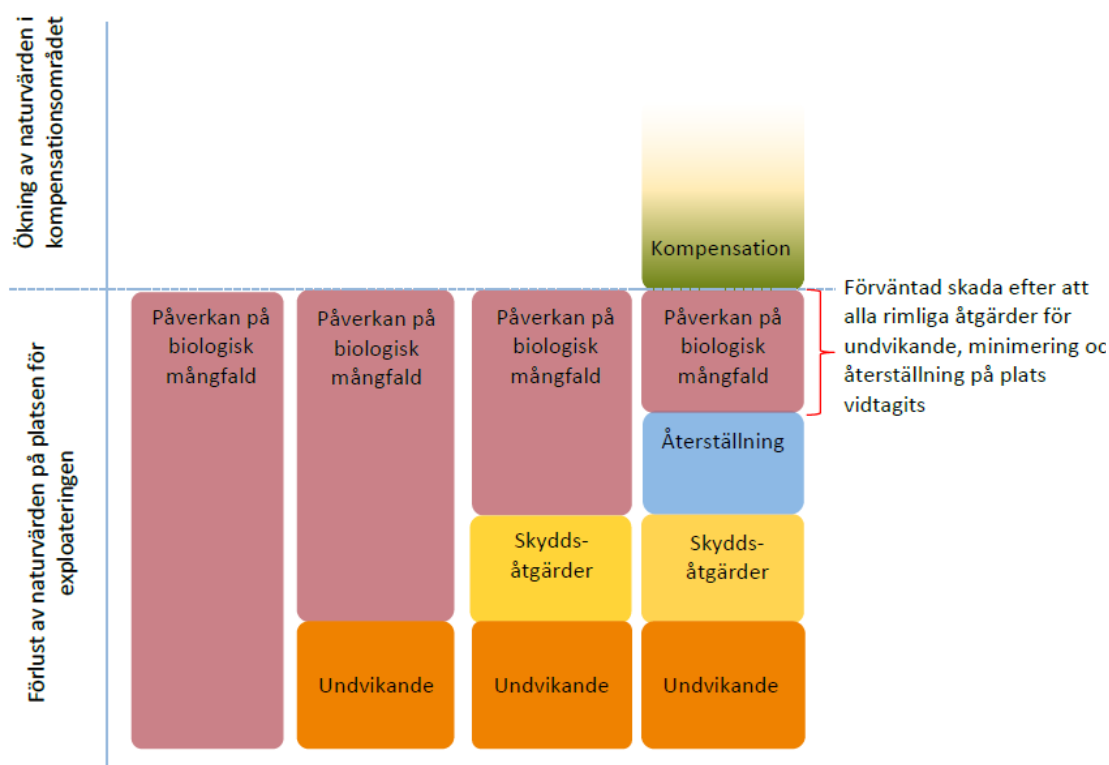 Ökning av naturvärden i
kompensationsområdet
Förlust av naturvärden på platsen för
exploateringen
Påverkan på
biologisk
mångfald
Påverkan på
biologisk
mångfald
Undvikande
Påverkan på
biologisk
mångfald
Skydds-
åtgärder
Undvikande
Kompensation
Påverkan på
biologisk
mångfald
Återställning
Skydds-
åtgärder
Undvikande
Förväntad skada efter att
alla rimliga åtgärder för
undvikande, minimering oc
återställning på plats
vidtagits